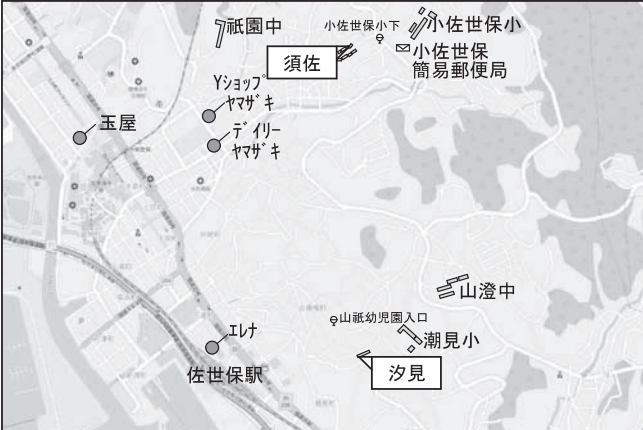 祇園中
小佐世保小下
小佐世保小
須佐
小佐世保
簡易郵便局
Yショップ
ヤマザキ
玉屋
デイリー
ヤマザキ
山澄中
山祇幼児園入口
潮見小
エレナ
佐世保駅
汐見